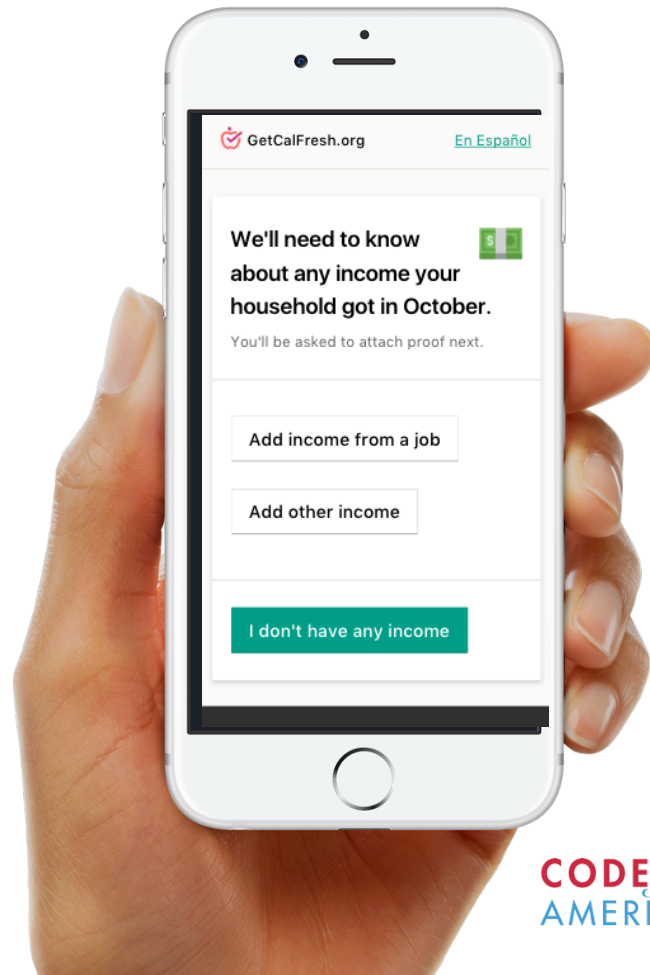 GetCalFresh.org En Español
We'll need to know
about any income your
household got in October.
You'll be asked to attach proof next.
Add income from a job
Add other income
I don't have any income
CODE
AMERI